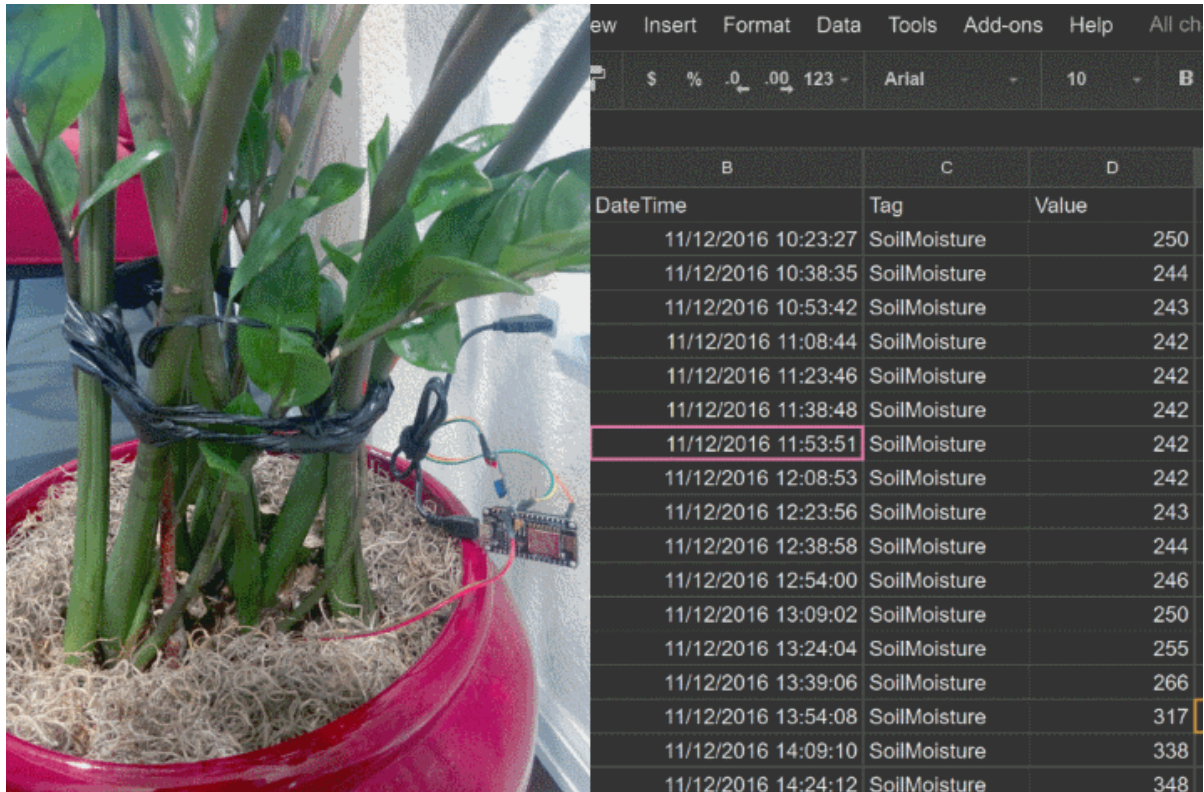 ew Insert Format Data Tools Add-ons Help All ch
$ % .0 .00 123 Arial 10 B
B C D
DateTime Tag Value
11/12/2016 10:23:27 SoilMoisture 250
11/12/2016 10:38:35 SoilMoisture 244
11/12/2016 10:53:42 SoilMoisture 243
11/12/2016 11:08:44 SoilMoisture 242
11/12/2016 11:23:46 SoilMoisture 242
11/12/2016 11:38:48 SoilMoisture 242
11/12/2016 11:53:51 SoilMoisture 242
11/12/2016 12:08:53 SoilMoisture 242
11/12/2016 12:23:56 SoilMoisture 243
11/12/2016 12:38:58 SoilMoisture 244
11/12/2016 12:54:00 SoilMoisture 246
11/12/2016 13:09:02 SoilMoisture 250
11/12/2016 13:24:04 SoilMoisture 255
11/12/2016 13:39:06 SoilMoisture 266
11/12/2016 13:54:08 SoilMoisture 317
11/12/2016 14:09:10 SoilMoisture 338
11/12/2016 14:24:12 SoilMoisture 348